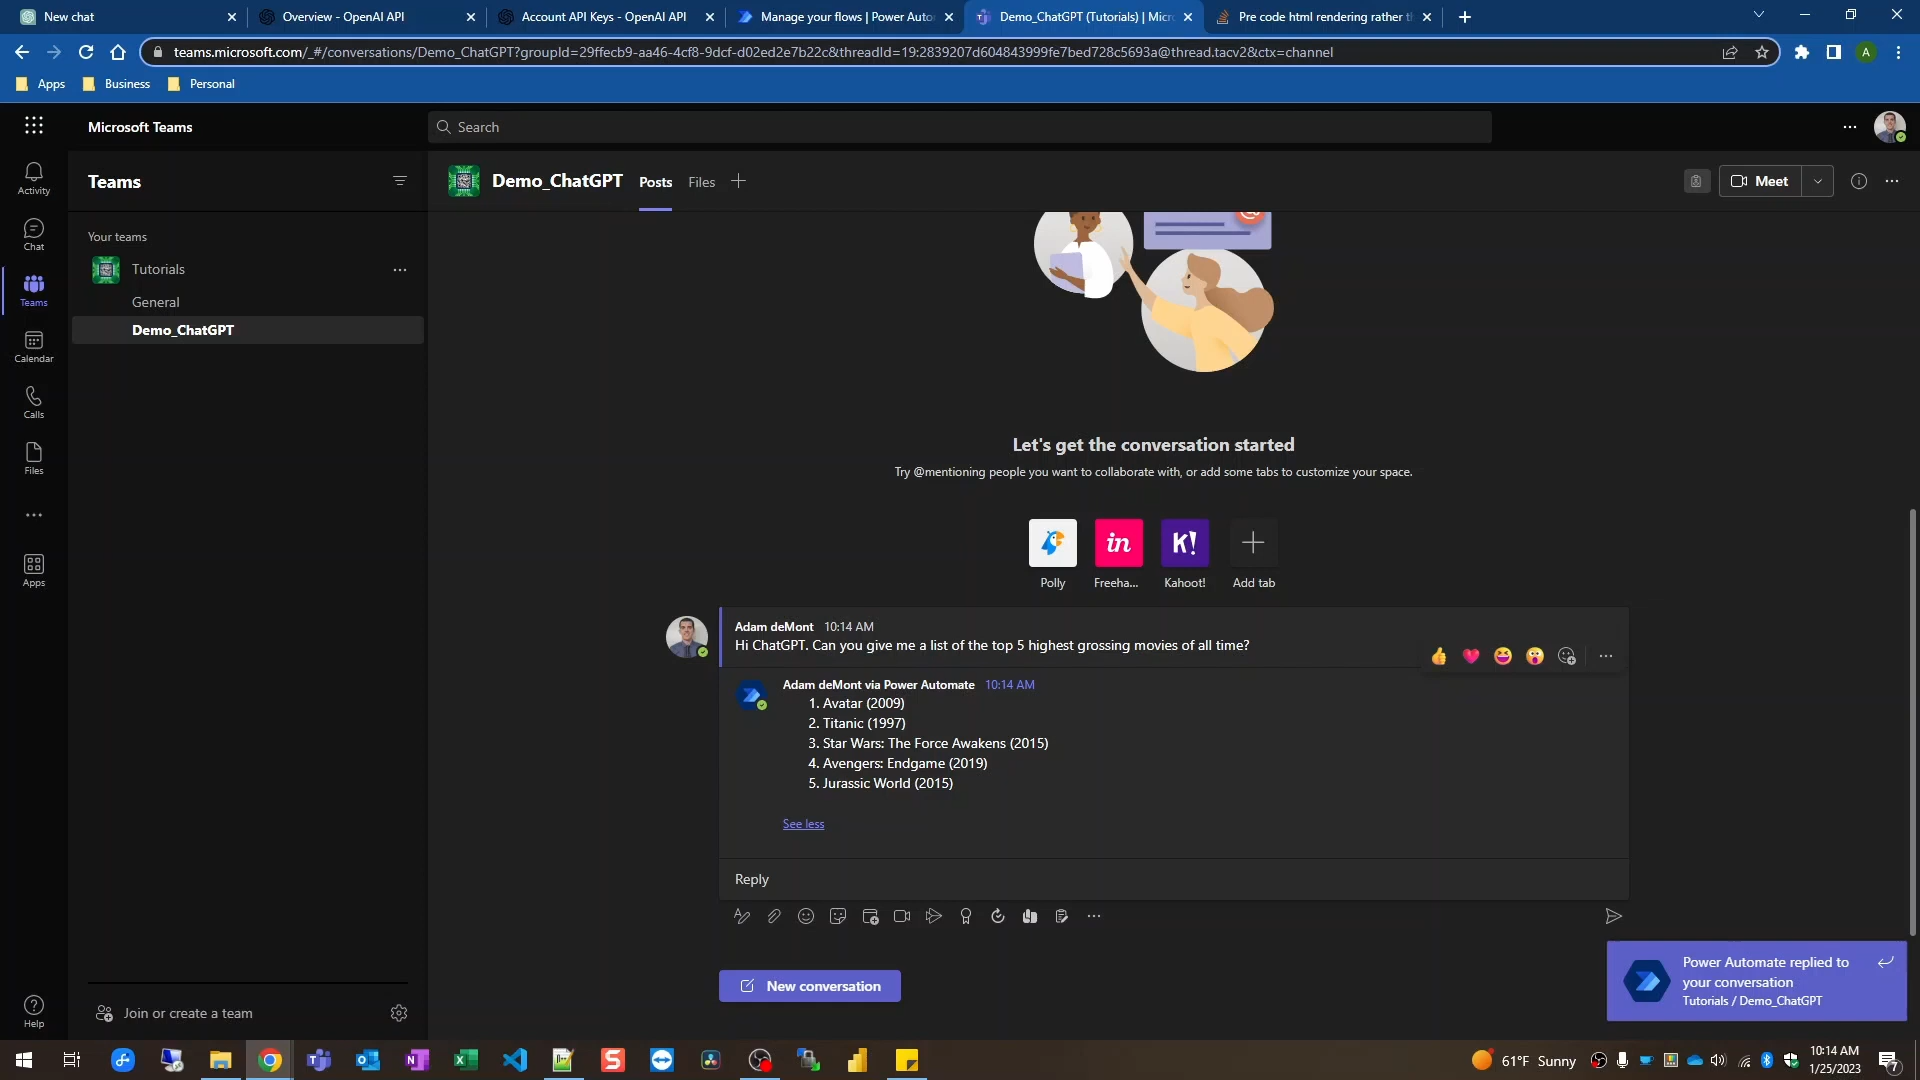 New chat
Overview - OpenAI API
Account API Keys - OpenAI API
Manage your flows | Power Auto
Demo_ChatGPT (Tutorials) | Micr
Pre code html rendering rather t
teams.microsoft.com/_#/conversations/Demo_ChatGPT?groupId=29ffecb9-aa46-4cf8-9dcf-d02ed2e7b22c&threadId=19:2839207d604843999fe7bed728c5693a@thread.tacv2&ctx=channel
A
Apps
Business
Personal
Microsoft Teams
Search
Activity
Chat
Teams
Calendar
Calls
Files
Apps
Help
Teams
Your teams
Tutorials
General
Demo_ChatGPT
Join or create a team
Demo_ChatGPT
Posts
Files
Meet
Let's get the conversation started
Try @mentioning people you want to collaborate with, or add some tabs to customize your space.
in
K!
Polly
Freeha...
Kahoot!
Add tab
Adam deMont 10:14 AM
Hi ChatGPT. Can you give me a list of the top 5 highest grossing movies of all time?
Adam deMont via Power Automate 10:14 AM
1. Avatar (2009)
2. Titanic (1997)
3. Star Wars: The Force Awakens (2015)
4. Avengers: Endgame (2019)
5. Jurassic World (2015)
See less
Reply
New conversation
Power Automate replied to
your conversation
Tutorials / Demo_ChatGPT
61°F Sunny
10:14 AM
1/25/2023
7